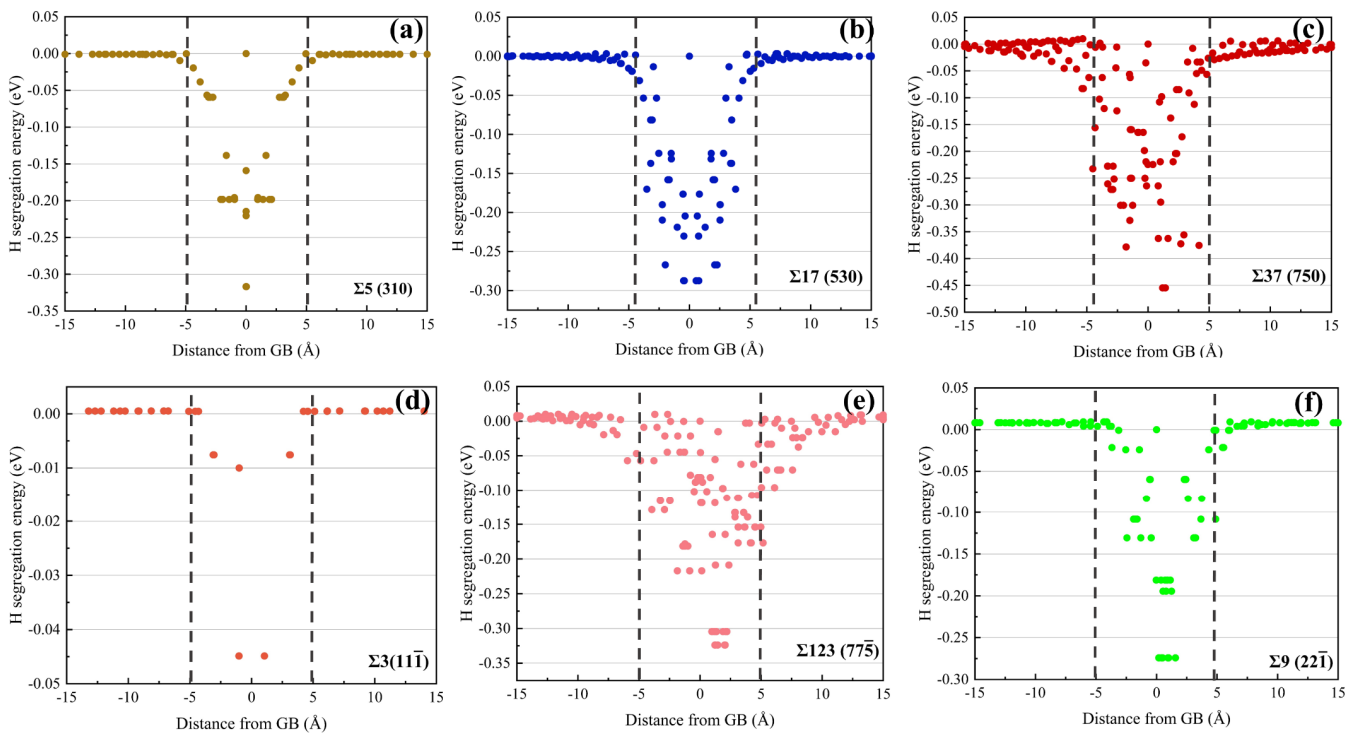 (a)
H segregation energy (eV)
0.00
-0.05
-0.10
-0.15
-0.20
-0.25
-0.30
-0.35
Σ5 (310)
-15 -10 -5 0 5 10 15
Distance from GB (Å)
(b)
H segregation energy (eV)
0.05
0.00
-0.05
-0.10
-0.15
-0.20
-0.25
-0.30
Σ17 (530)
-15 -10 -5 0 5 10 15
Distance from GB (Å)
(c)
H segregation energy (eV)
0.05
0.00
-0.05
-0.10
-0.15
-0.20
-0.25
-0.30
-0.35
-0.40
-0.45
-0.50
Σ37 (750)
-15 -10 -5 0 5 10 15
Distance from GB (Å)
(d)
H segregation energy (eV)
0.00
-0.01
-0.02
-0.03
-0.04
-0.05
Σ3(111̄)
-15 -10 -5 0 5 10 15
Distance from GB (Å)
(e)
H segregation energy (eV)
0.05
0.00
-0.05
-0.10
-0.15
-0.20
-0.25
-0.30
-0.35
Σ123 (775̄)
-15 -10 -5 0 5 10 15
Distance from GB (Å)
(f)
H segregation energy (eV)
0.05
0.00
-0.05
-0.10
-0.15
-0.20
-0.25
-0.30
Σ9 (221̄)
-15 -10 -5 0 5 10 15
Distance from GB (Å)